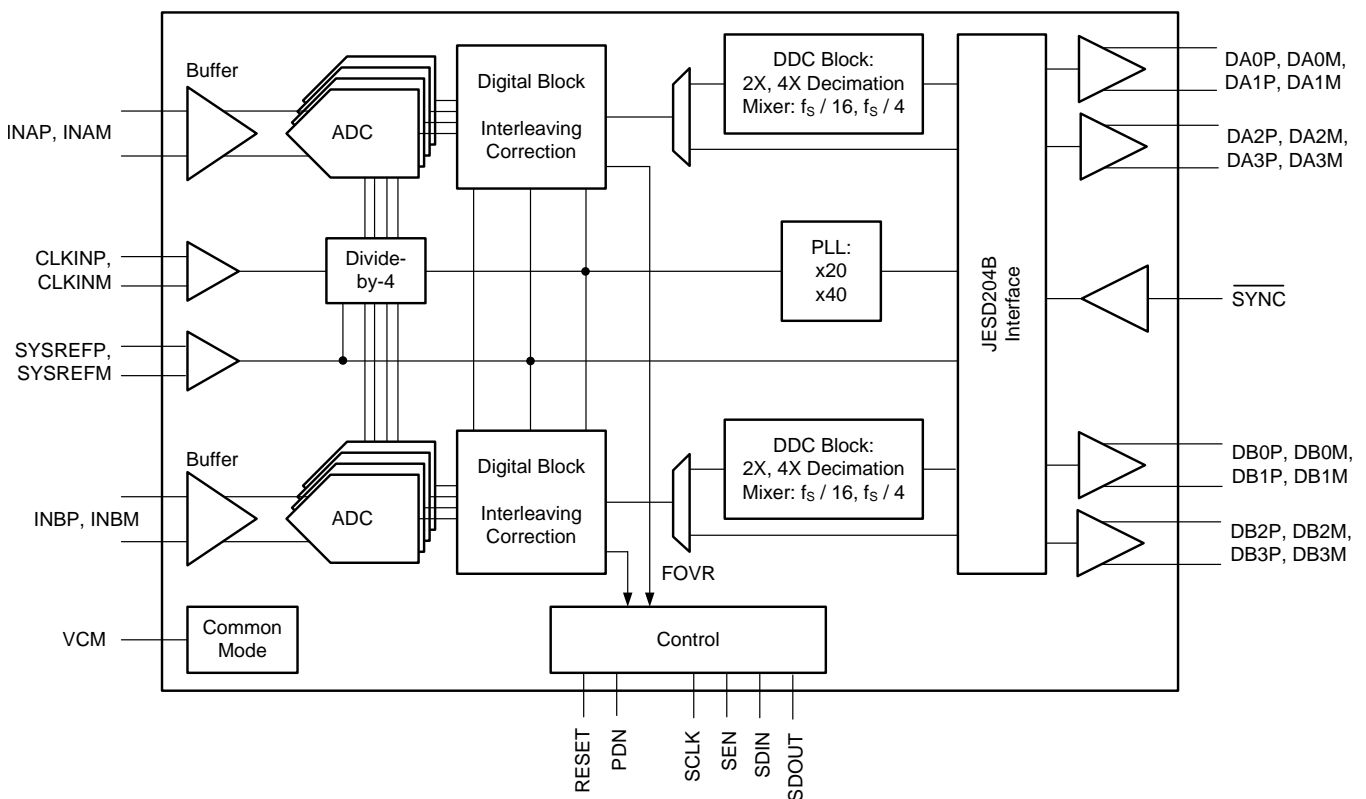 Buffer
INAP, INAM
ADC
Digital Block
Interleaving
Correction
DDC Block:
2X, 4X Decimation
Mixer: fS / 16, fS / 4
DA0P, DA0M,
DA1P, DA1M
DA2P, DA2M,
DA3P, DA3M
CLKINP,
CLKINM
Divide-
by-4
PLL:
x20
x40
JESD204B
Interface
SYNC
SYSREFP,
SYSREFM
Buffer
INBP, INBM
ADC
Digital Block
Interleaving
Correction
DDC Block:
2X, 4X Decimation
Mixer: fS / 16, fS / 4
DB0P, DB0M,
DB1P, DB1M
DB2P, DB2M,
DB3P, DB3M
FOVR
VCM
Common
Mode
Control
RESET
PDN
SCLK
SEN
SDIN
SDOUT